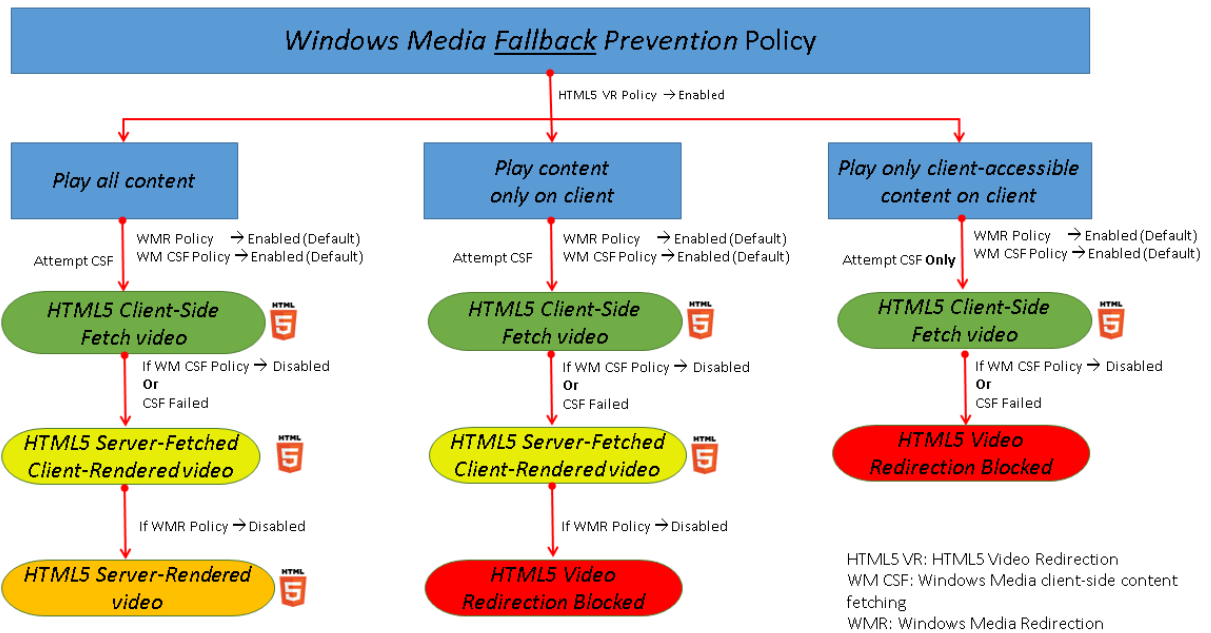 Windows Media Fallback Prevention Policy
HTML5 VR Policy → Enabled
Play all content
WMR Policy → Enabled (Default)
WM CSF Policy → Enabled (Default)
Attempt CSF
HTML5 Client-Side
Fetch video
HTML
5
If WM CSF Policy → Disabled
Or
CSF Failed
HTML5 Server-Fetched
Client-Rendered video
HTML
5
If WMR Policy → Disabled
HTML5 Server-Rendered
video
HTML
5
Play content
only on client
WMR Policy → Enabled (Default)
WM CSF Policy → Enabled (Default)
Attempt CSF
HTML5 Client-Side
Fetch video
HTML
5
If WM CSF Policy → Disabled
Or
CSF Failed
HTML5 Server-Fetched
Client-Rendered video
HTML
5
If WMR Policy → Disabled
HTML5 Video
Redirection Blocked
Play only client-accessible
content on client
WMR Policy → Enabled (Default)
WM CSF Policy → Enabled (Default)
Attempt CSF Only
HTML5 Client-Side
Fetch video
HTML
5
If WM CSF Policy → Disabled
Or
CSF Failed
HTML5 Video
Redirection Blocked
HTML5 VR: HTML5 Video Redirection
WM CSF: Windows Media client-side content
fetching
WMR: Windows Media Redirection